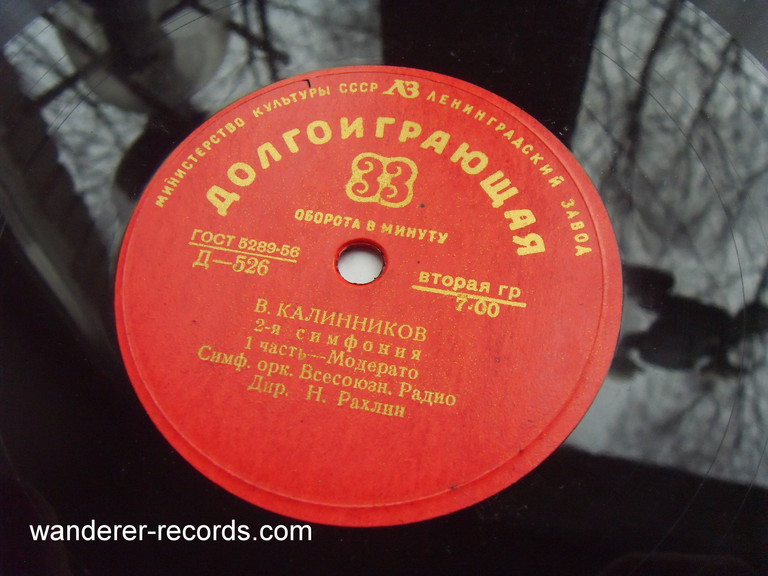 МИНИСТЕРСТВО КУЛЬТУРЫ СССР ЛЗ ЛЕНИНГРАДСКИЙ ЗАВОД
ДОЛГОИГРАЮЩАЯ
33
ОБОРОТА В МИНУТУ
ГОСТ 5289-56
Д—526
вторая гр
7-00
В. КАЛИННИКОВ
2-я симфония
1 часть—Модерато
Симф. орк. Всесоюзн. Радио
Дир. Н. Рахлин
wanderer-records.com